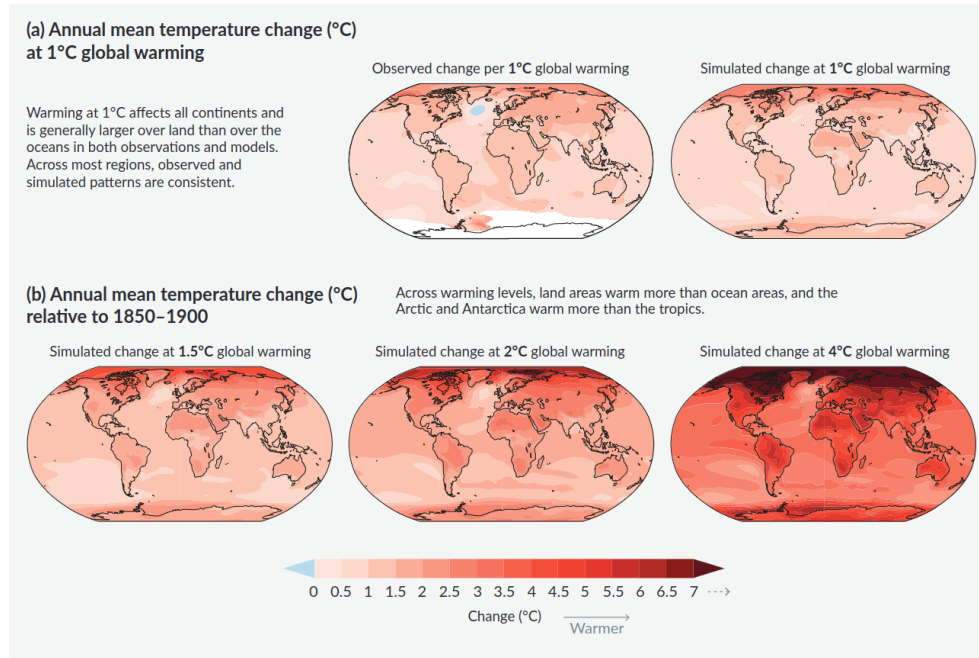 (a) Annual mean temperature change (°C)
at 1°C global warming
Observed change per 1°C global warming
Simulated change at 1°C global warming
Warming at 1°C affects all continents and
is generally larger over land than over the
oceans in both observations and models.
Across most regions, observed and
simulated patterns are consistent.
(b) Annual mean temperature change (°C)
relative to 1850–1900
Across warming levels, land areas warm more than ocean areas, and the
Arctic and Antarctica warm more than the tropics.
Simulated change at 1.5°C global warming
Simulated change at 2°C global warming
Simulated change at 4°C global warming
0 0.5 1 1.5 2 2.5 3 3.5 4 4.5 5 5.5 6 6.5 7
Change (°C)
Warmer